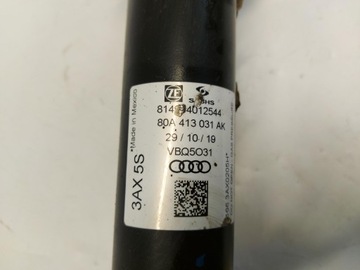 ZF SACHS
80A 413 031 AK
29 / 10 / 19
VBQ5O31
*Made in Mexico
3AX 5S